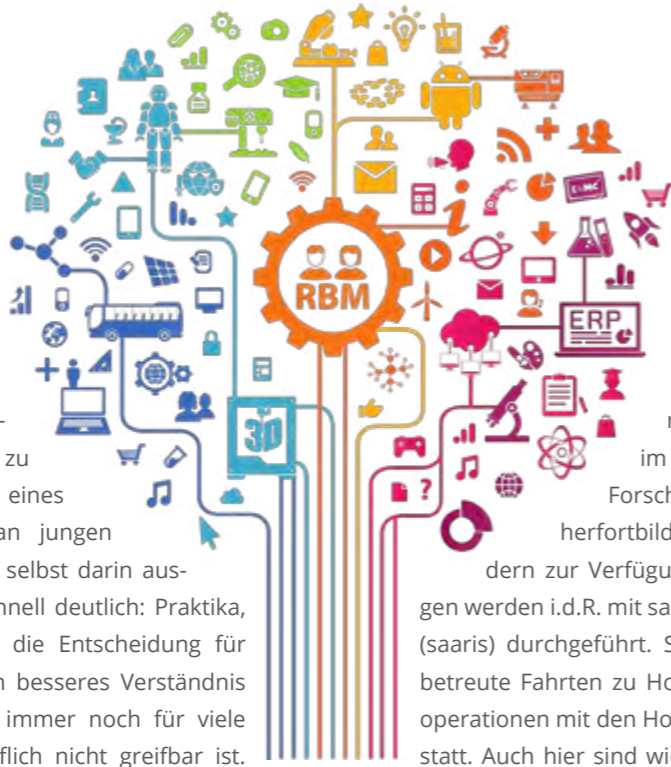 RBM
ERP
3D
?
-
zu
eines
an jungen
selbst darin aus-
nell deutlich: Praktika,
die Entscheidung für
n besseres Verständnis
immer noch für viele
flich nicht greifbar ist.
im
Forsch
herfortbild
dern zur Verfügu
gen werden i.d.R. mit sa
(saaris) durchgeführt. S
betreute Fahrten zu Ho
operationen mit den Ho
statt. Auch hier sind wi